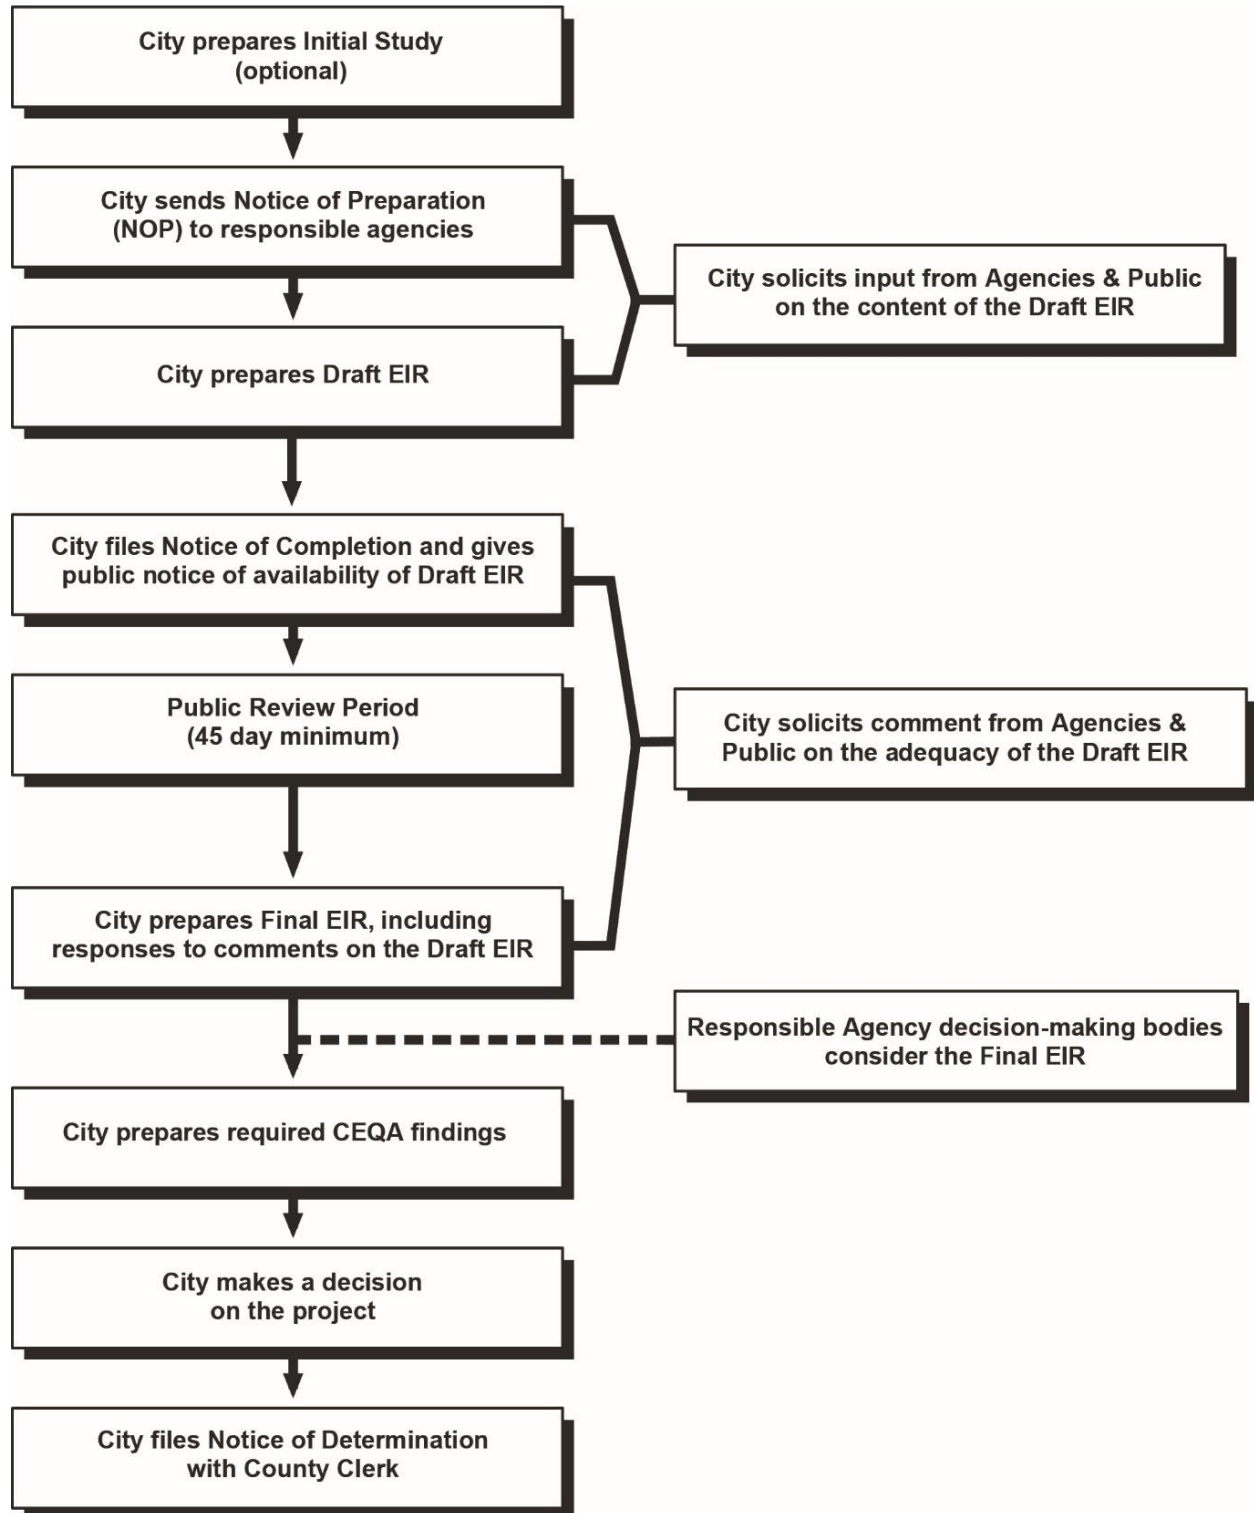 City prepares Initial Study
(optional)
City sends Notice of Preparation
(NOP) to responsible agencies
City solicits input from Agencies & Public
on the content of the Draft EIR
City prepares Draft EIR
City files Notice of Completion and gives
public notice of availability of Draft EIR
Public Review Period
(45 day minimum)
City solicits comment from Agencies &
Public on the adequacy of the Draft EIR
City prepares Final EIR, including
responses to comments on the Draft EIR
Responsible Agency decision-making bodies
consider the Final EIR
City prepares required CEQA findings
City makes a decision
on the project
City files Notice of Determination
with County Clerk